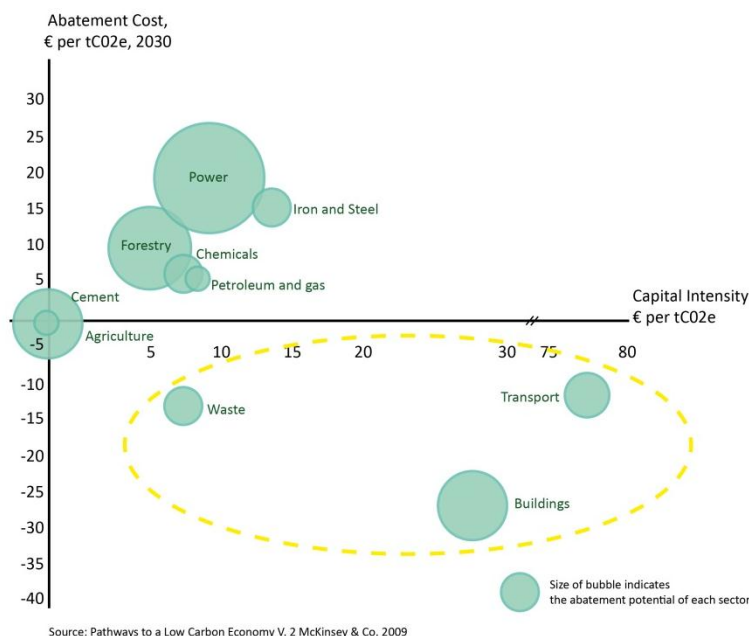 Abatement Cost,
€ per tC02e, 2030
30
25
20
15
10
5
-5
-10
-15
-20
-25
-30
-35
-40
Power
Iron and Steel
Forestry
Chemicals
Petroleum and gas
Cement
Agriculture
Capital Intensity
€ per tC02e
5 10 15 20 30 75 80
Waste
Transport
Buildings
Size of bubble indicates
the abatement potential of each sector
Source: Pathways to a Low Carbon Economy V. 2 McKinsey & Co. 2009